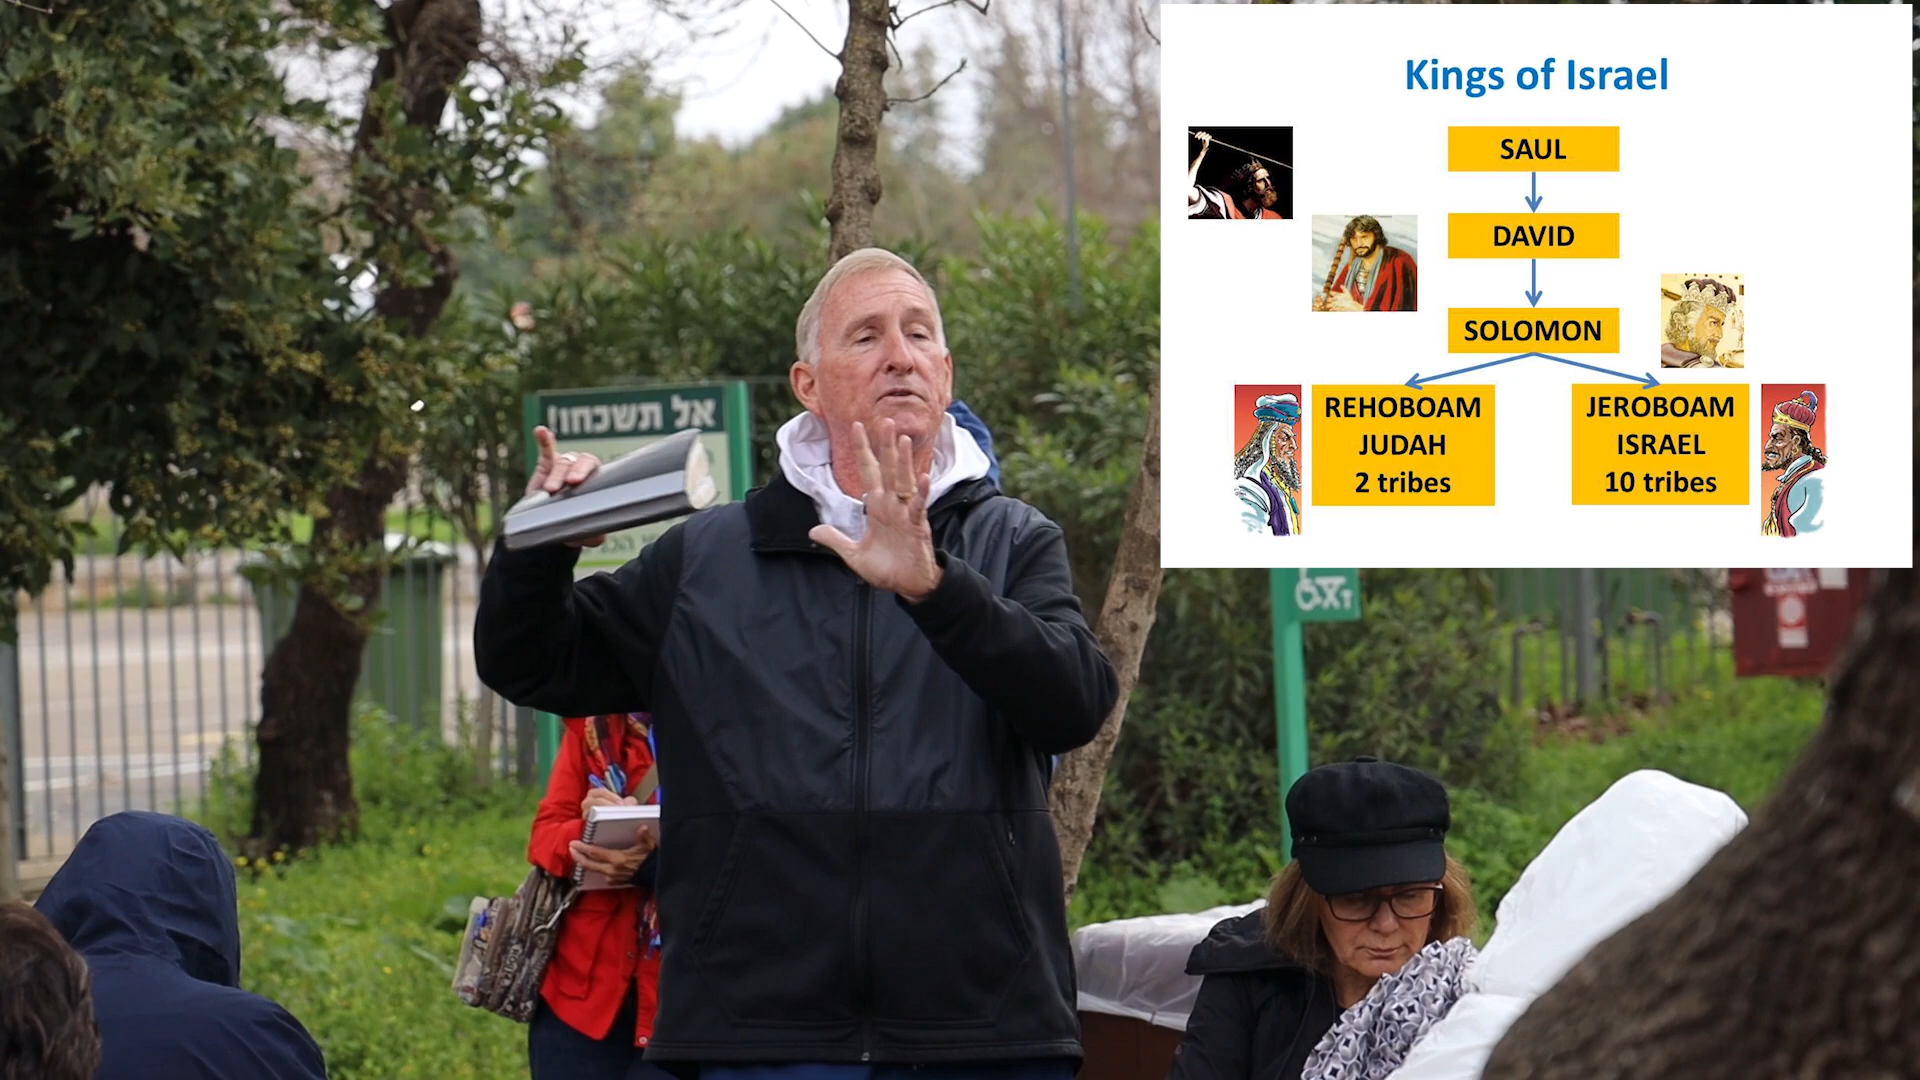 Kings of Israel
SAUL
DAVID
SOLOMON
REHOBOAM
JUDAH
2 tribes
JEROBOAM
ISRAEL
10 tribes
אל תשכחו!